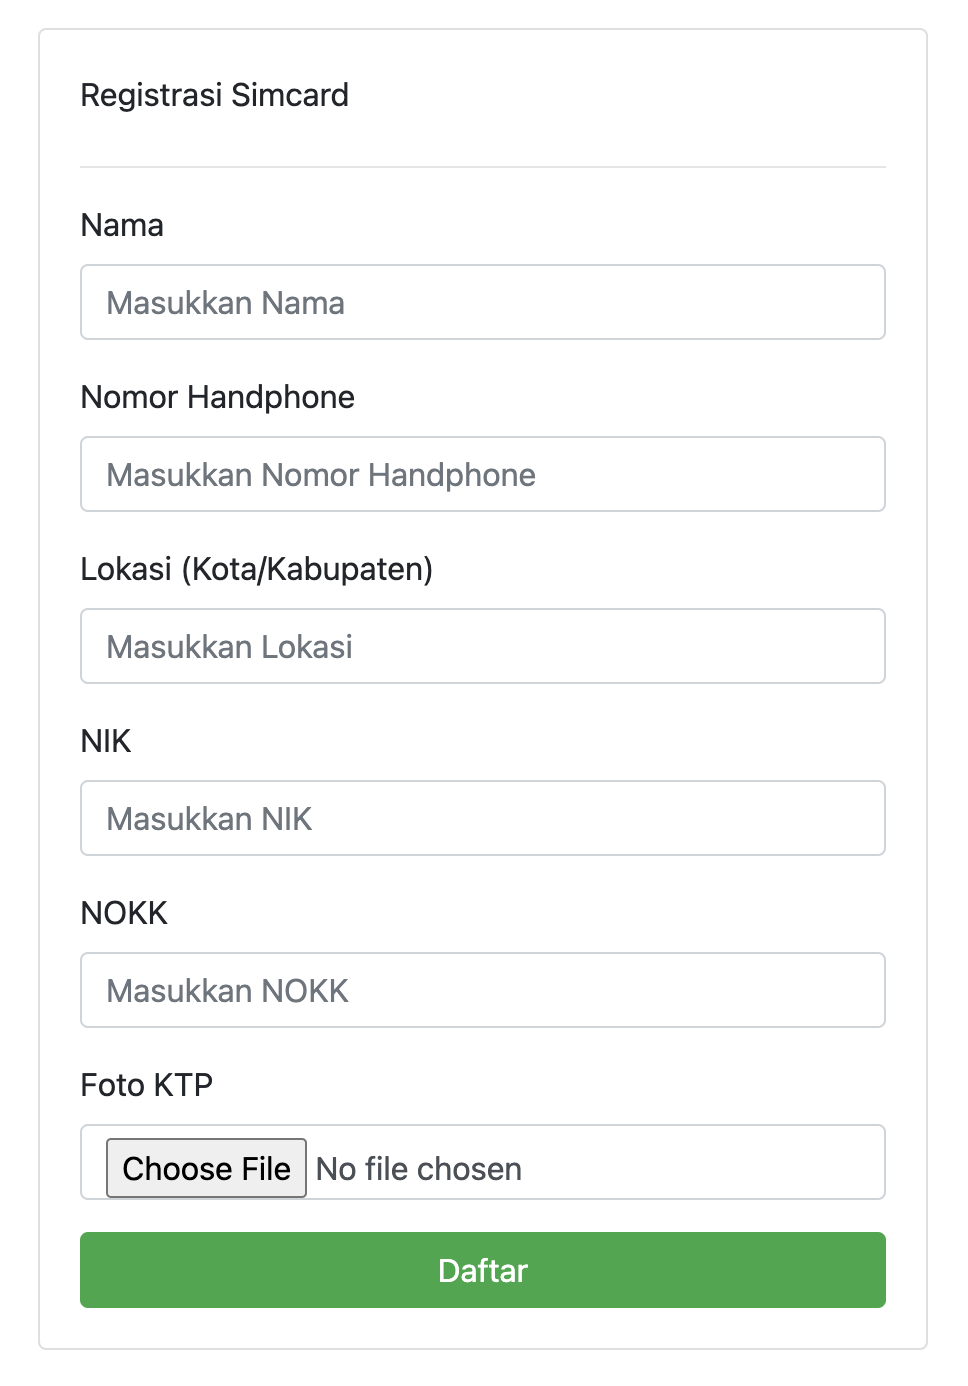 Registrasi Simcard
Nama
Masukkan Nama
Nomor Handphone
Masukkan Nomor Handphone
Lokasi (Kota/Kabupaten)
Masukkan Lokasi
NIK
Masukkan NIK
NOKK
Masukkan NOKK
Foto KTP
Choose File No file chosen
Daftar